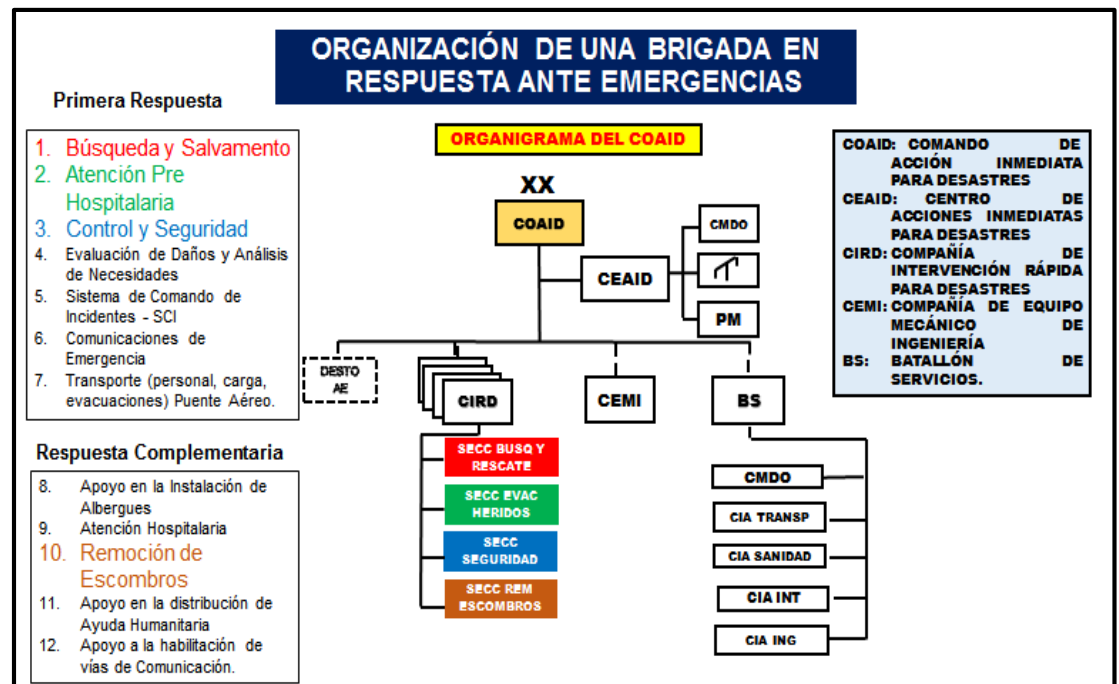 ORGANIZACIÓN DE UNA BRIGADA EN
RESPUESTA ANTE EMERGENCIAS
Primera Respuesta
1. Búsqueda y Salvamento
2. Atención Pre
Hospitalaria
3. Control y Seguridad
4. Evaluación de Daños y Análisis
de Necesidades
5. Sistema de Comando de
Incidentes - SCI
6. Comunicaciones de
Emergencia
7. Transporte (personal, carga,
evacuaciones) Puente Aéreo.
Respuesta Complementaria
8. Apoyo en la Instalación de
Albergues
9. Atención Hospitalaria
10. Remoción de
Escombros
11. Apoyo en la distribución de
Ayuda Humanitaria
12. Apoyo a la habilitación de
vías de Comunicación.
ORGANIGRAMA DEL COAID
XX
COAID
CEAID
CMDO
PM
DESTO
AE
CIRD
CEMI
BS
SECC BUSQ Y
RESCATE
SECC EVAC
HERIDOS
SECC
SEGURIDAD
SECC REM
ESCOMBROS
CMDO
CIA TRANSP
CIA SANIDAD
CIA INT
CIA ING
COAID: COMANDO DE
ACCIÓN INMEDIATA
PARA DESASTRES
CEAID: CENTRO DE
ACCIONES INMEDIATAS
PARA DESASTRES
CIRD: COMPAÑÍA DE
INTERVENCIÓN RÁPIDA
PARA DESASTRES
CEMI: COMPAÑÍA DE EQUIPO
MECÁNICO DE
INGENIERÍA
BS: BATALLÓN DE
SERVICIOS.